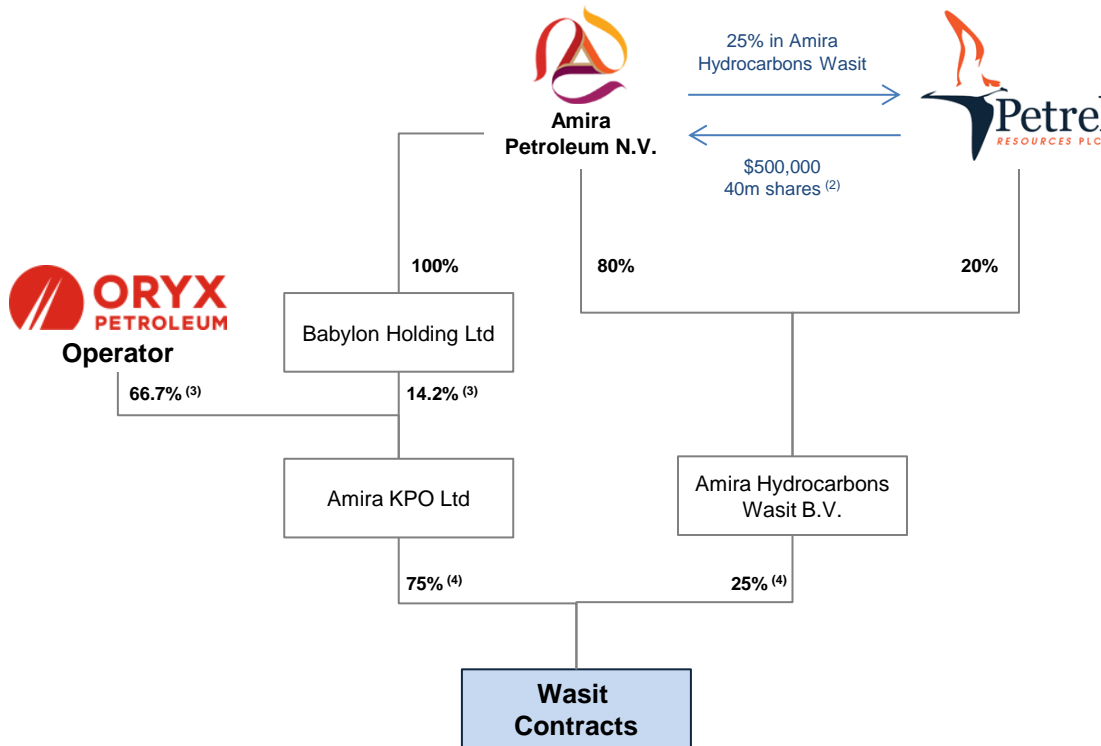 25% in Amira
Hydrocarbons Wasit
Amira
Petroleum N.V.
$500,000
40m shares (2)
Petrel
RESOURCES PLC
100%
80%
20%
ORYX
PETROLEUM
Operator
Babylon Holding Ltd
66.7% (3)
14.2% (3)
Amira KPO Ltd
Amira Hydrocarbons
Wasit B.V.
75% (4)
25% (4)
Wasit
Contracts